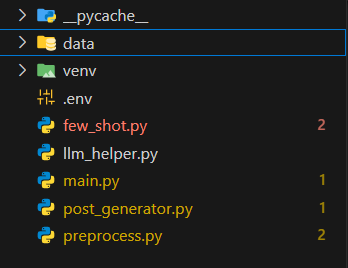 __pycache__
data
venv
.env
few_shot.py 2
llm_helper.py
main.py 1
post_generator.py 1
preprocess.py 2